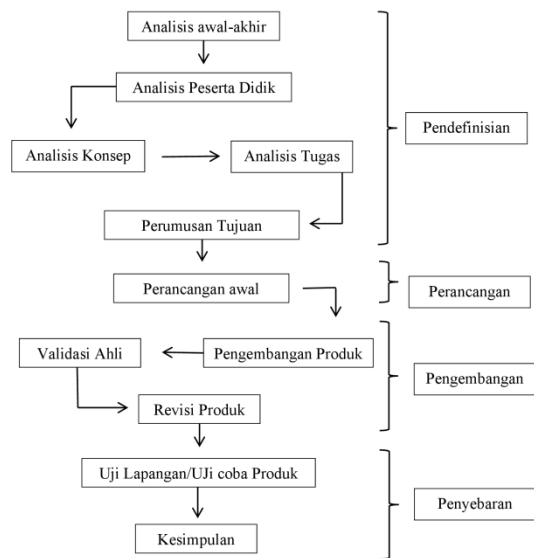 Analisis awal-akhir
Analisis Peserta Didik
Pendefinisian
Analisis Konsep
Analisis Tugas
Perumusan Tujuan
Perancangan awal
Perancangan
Validasi Ahli
Pengembangan Produk
Pengembangan
Revisi Produk
Uji Lapangan/UJi coba Produk
Penyebaran
Kesimpulan